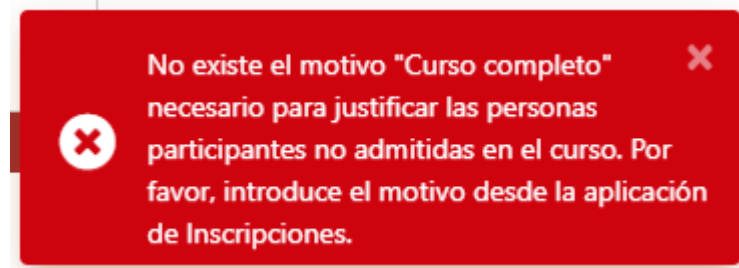 No existe el motivo "Curso completo"
necesario para justificar las personas
participantes no admitidas en el curso. Por
favor, introduce el motivo desde la aplicación
de Inscripciones.